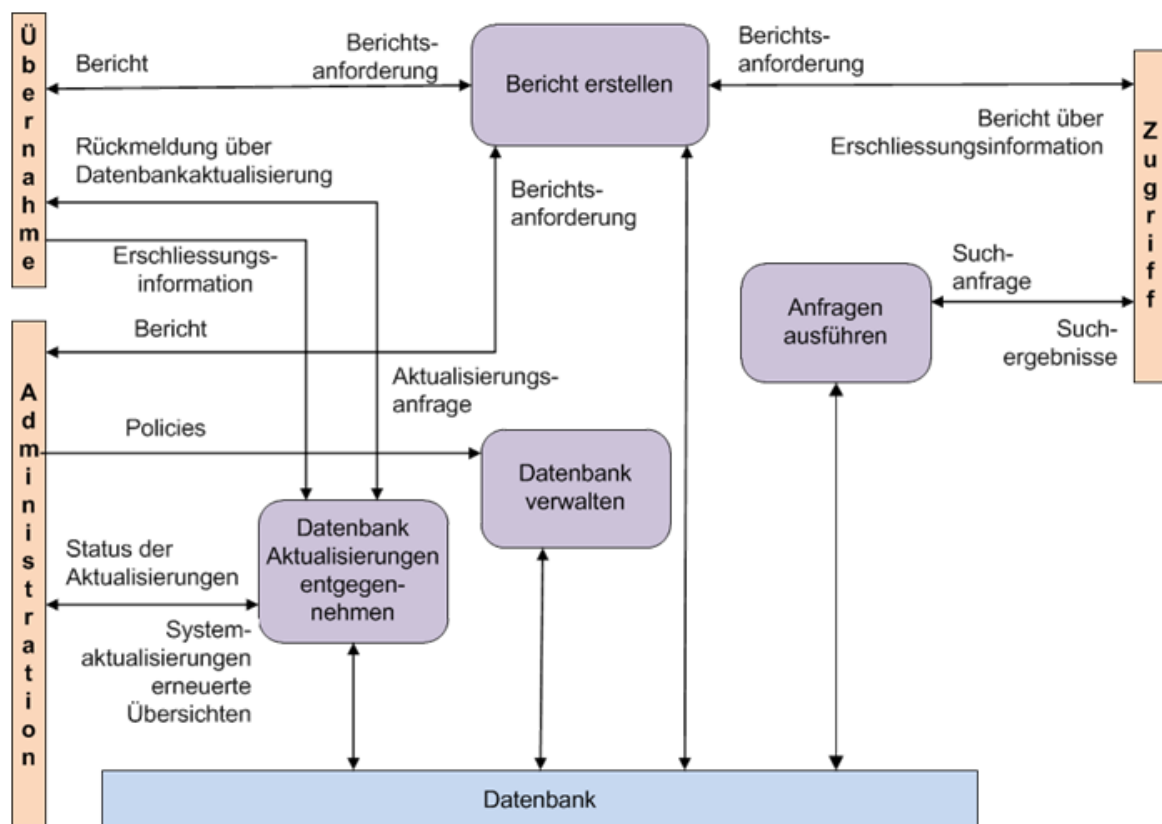 Übernahme
Bericht
Berichts-
anforderung
Bericht erstellen
Berichts-
anforderung
Zugriff
Bericht über
Erschliessungsinformation
Rückmeldung über
Datenbankaktualisierung
Berichts-
anforderung
Erschliessungs-
information
Such-
anfrage
Anfragen
ausführen
Such-
ergebnisse
Bericht
Administration
Aktualisierungs-
anfrage
Policies
Datenbank
verwalten
Datenbank
Aktualisierungen
entgegen-
nehmen
Status der
Aktualisierungen
System-
aktualisierungen
erneuerte
Übersichten
Datenbank